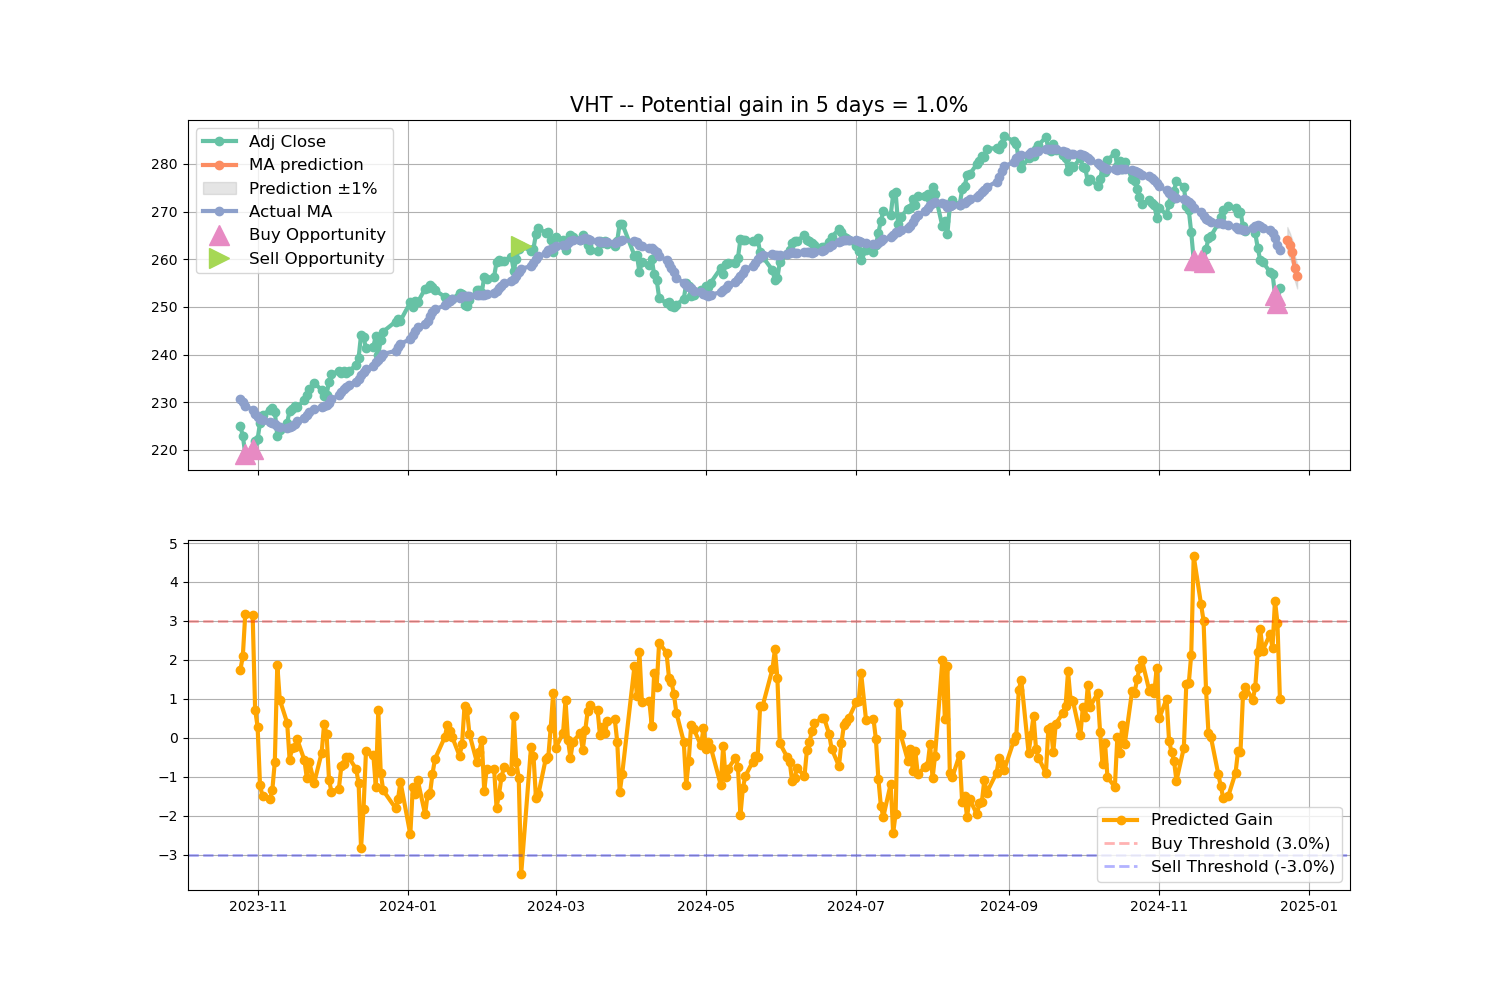 VHT -- Potential gain in 5 days = 1.0%
Adj Close
MA prediction
Prediction ±1%
Actual MA
Buy Opportunity
Sell Opportunity
280
270
260
250
240
230
220
5
4
3
2
1
0
−1
−2
−3
Predicted Gain
Buy Threshold (3.0%)
Sell Threshold (-3.0%)
2023-11
2024-01
2024-03
2024-05
2024-07
2024-09
2024-11
2025-01